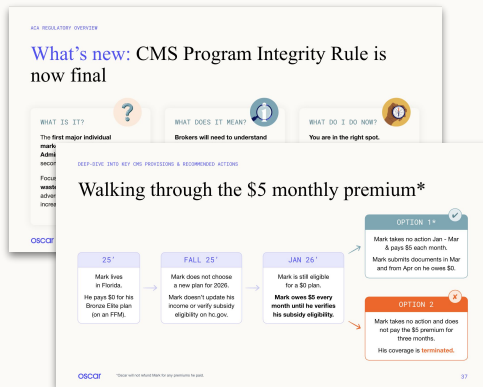 ACA REGULATORY OVERVIEW
What's new: CMS Program Integrity Rule is
now final
WHAT IS IT?
WHAT DOES IT MEAN?
WHAT DO I DO NOW?
The first major individual
Brokers will need to understand
You are in the right spot.
oscar
DEEP-DIVE INTO KEY CMS PROVISIONS & RECOMMENDED ACTIONS
Walking through the $5 monthly premium*
25'
Mark lives
in Florida.
He pays $0 for his
Bronze Elite plan
(on an FFM).
FALL 25'
Mark does not choose
a new plan for 2026.
Mark doesn't update his
income or verify subsidy
eligibility on hc.gov.
JAN 26'
Mark is still eligible
for a $0 plan.
Mark owes $5 every
month until he verifies
his subsidy eligibility.
OPTION 1*
Mark takes no action Jan - Mar
& pays $5 each month.
Mark submits documents in Mar
and from Apr on he owes $0.
OPTION 2
Mark takes no action and does
not pay the $5 premium for
three months.
His coverage is terminated.
oscar
*Oscar will not refund Mark for any premiums he paid.
37